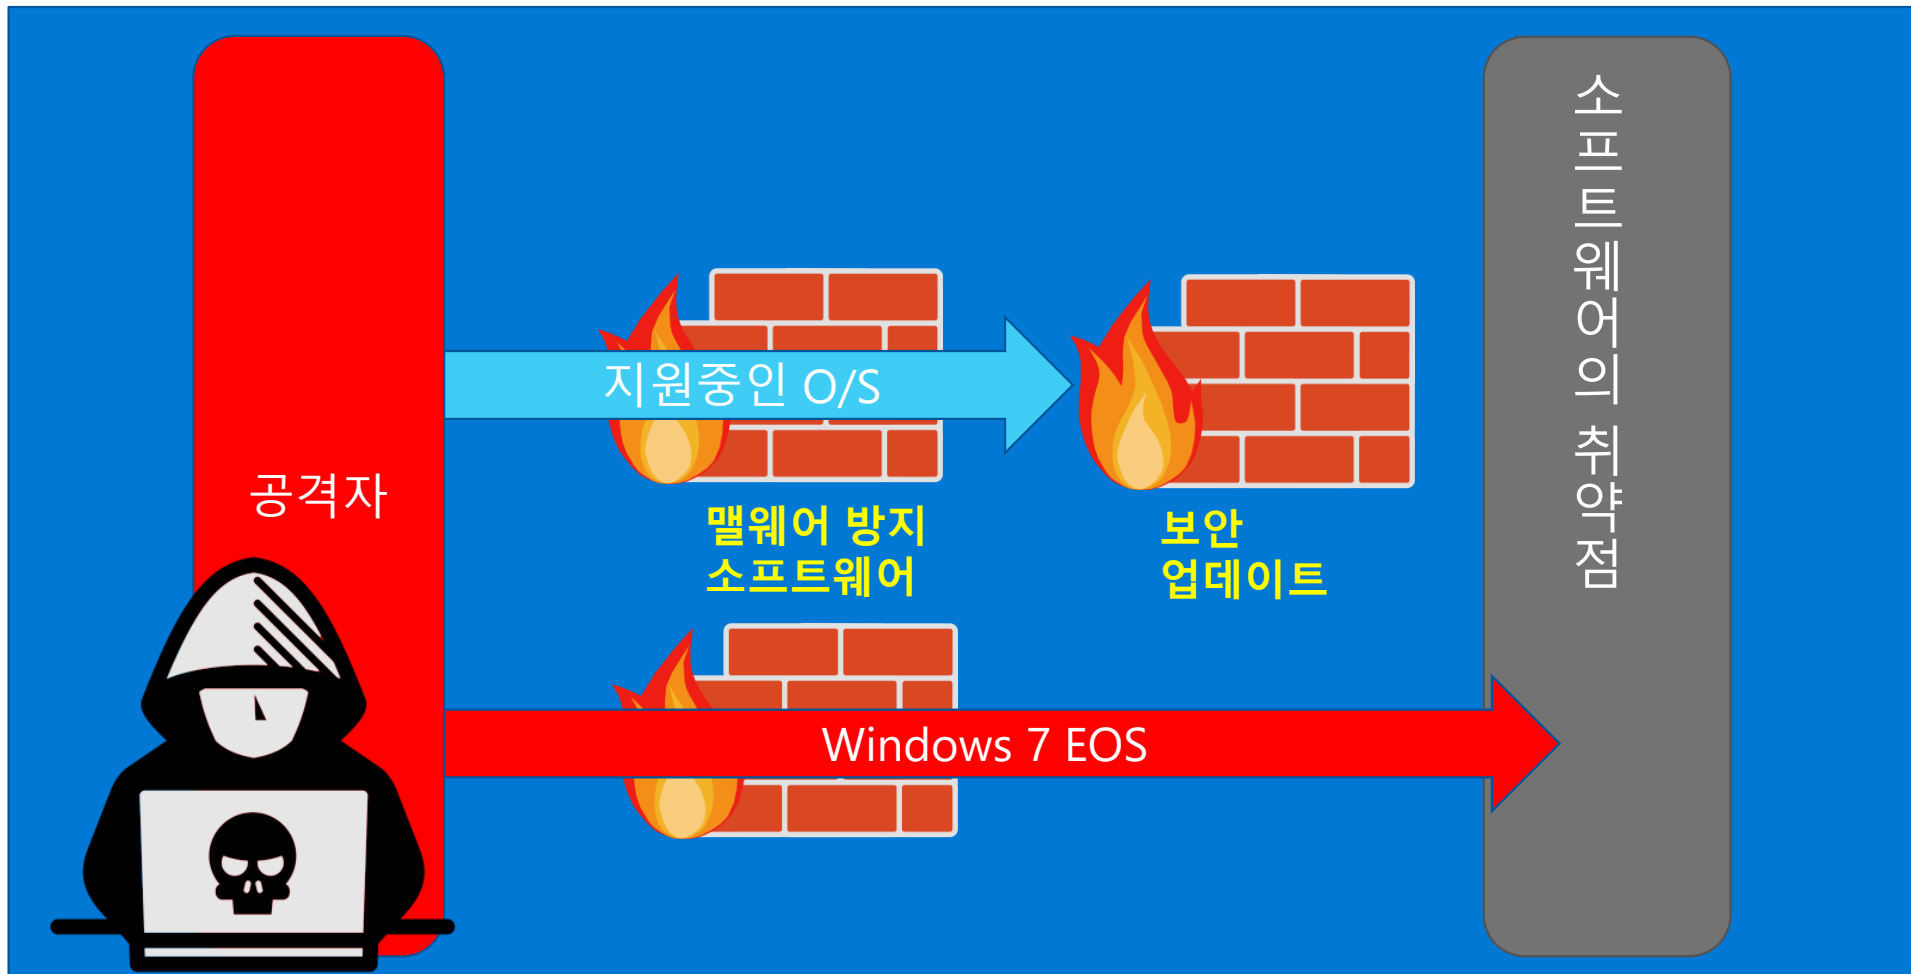 공격자
지원중인 O/S
맬웨어 방지
소프트웨어
보안
업데이트
Windows 7 EOS
소프트웨어의 취약점